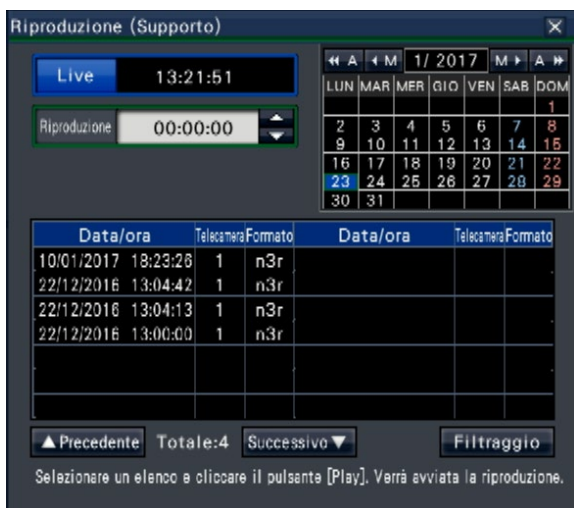 Riproduzione (Supporto)
Live 13:21:51
Riproduzione 00:00:00
A M 1/ 2017 M A
LUN MAR MER GIO VEN SAB DOM
1
2 3 4 5 6 7 8
9 10 11 12 13 14 15
16 17 18 19 20 21 22
23 24 25 26 27 28 29
30 31
Data/ora Telecamera Formato Data/ora Telecamera Formato
10/01/2017 18:23:26 1 n3r
22/12/2016 13:04:42 1 n3r
22/12/2016 13:04:13 1 n3r
22/12/2016 13:00:00 1 n3r
▲ Precedente Totale:4 Successivo ▼ Filtraggio
Selezionare un elenco e cliccare il pulsante [Play]. Verrà avviata la riproduzione.